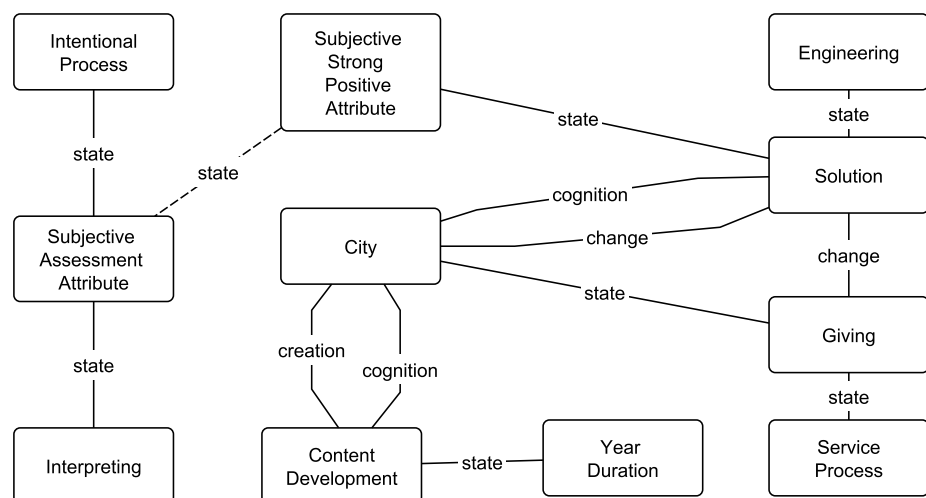 Intentional
Process
Subjective
Strong
Positive
Attribute
Engineering
state
state
state
state
cognition
Solution
Subjective
Assessment
Attribute
City
change
change
state
Giving
state
creation
cognition
state
Interpreting
Content
Development
state
Year
Duration
Service
Process